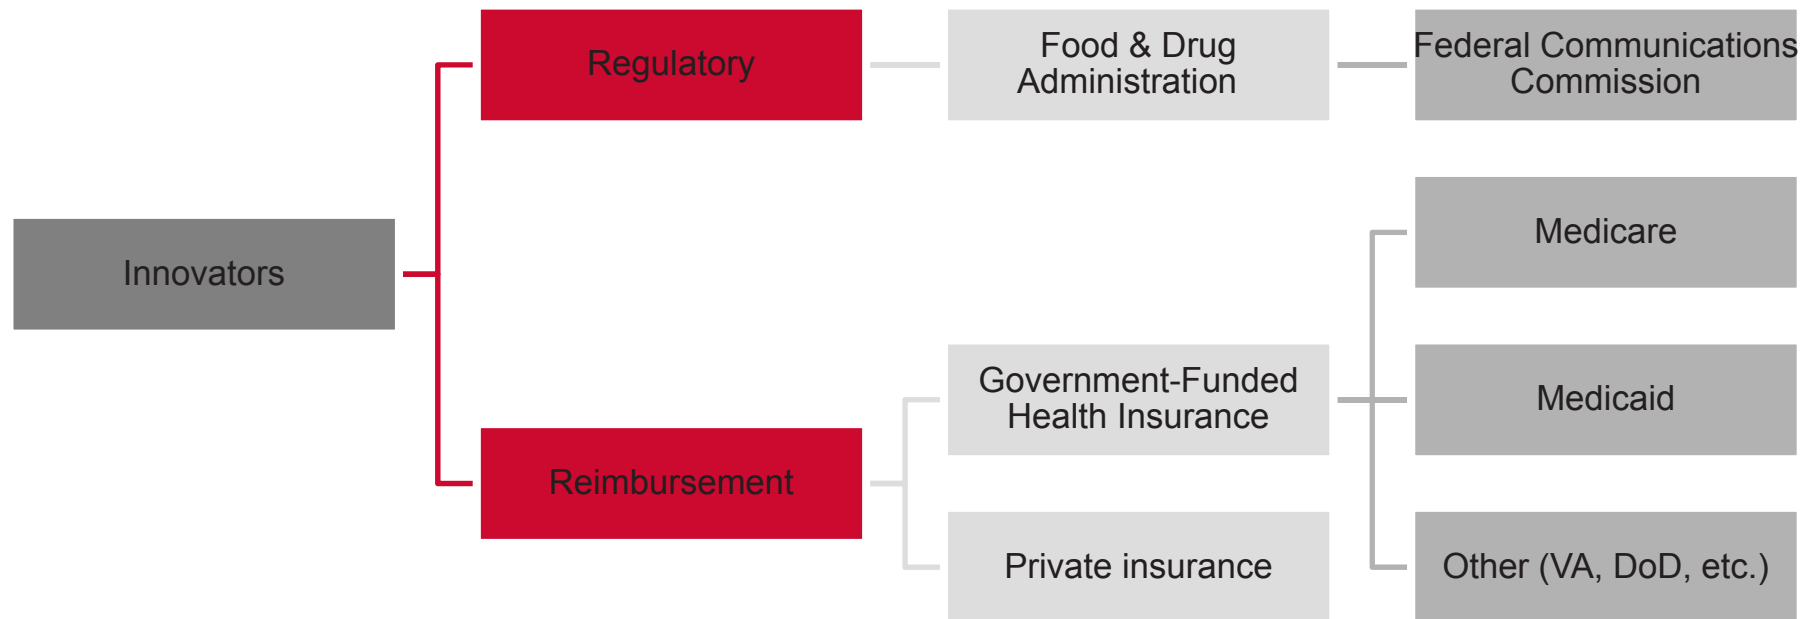 Regulatory
Food & Drug
Administration
Federal Communications
Commission
Innovators
Medicare
Government-Funded
Health Insurance
Medicaid
Reimbursement
Private insurance
Other (VA, DoD, etc.)